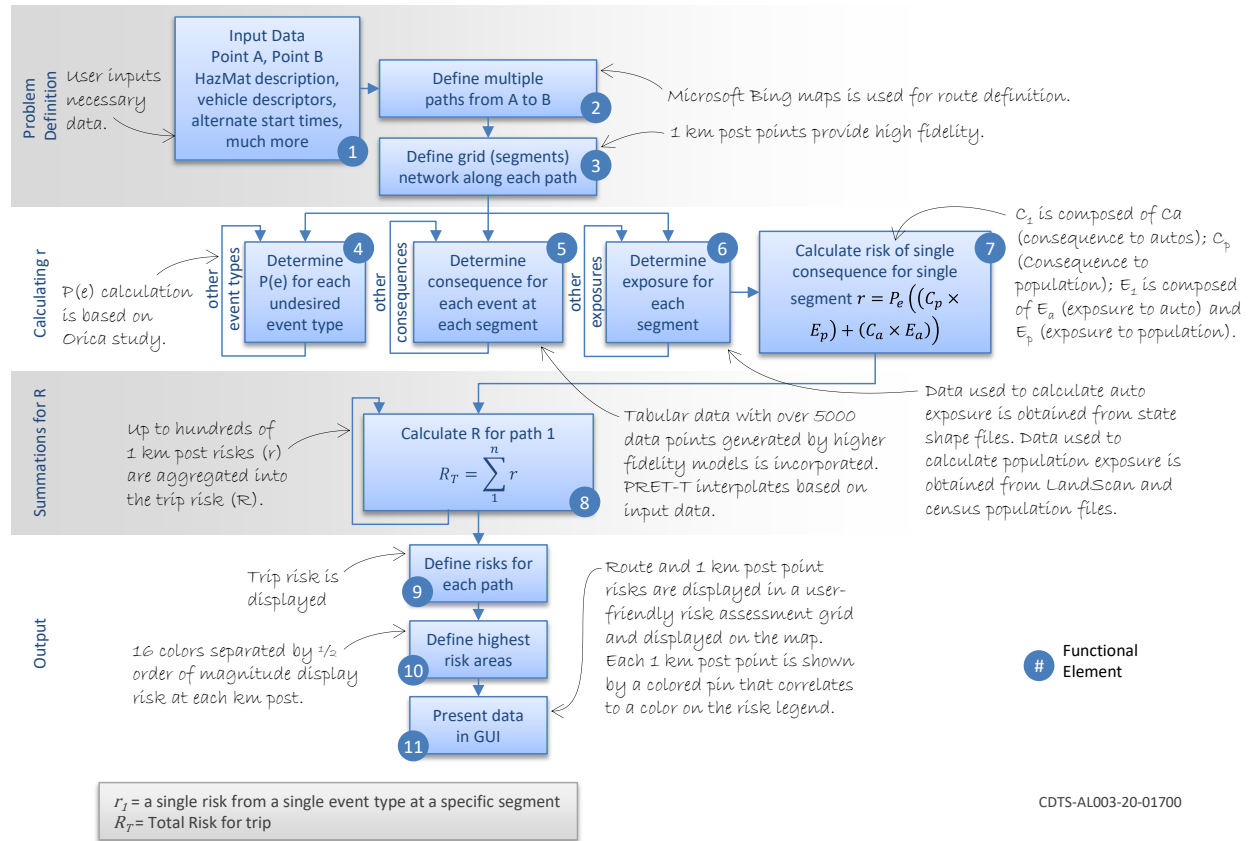 Problem
Definition
User inputs
necessary
data.
Input Data
Point A, Point B
HazMat description,
vehicle descriptors,
alternate start times,
much more
1
Define multiple
paths from A to B
2
Microsoft Bing maps is used for route definition.
Define grid (segments)
network along each path
3
1 km post points provide high fidelity.
Calculating r
P(e) calculation
is based on
Orica study.
other
event types
Determine
P(e) for each
undesired
event type
4
other
consequences
Determine
consequence for
each event at
each segment
5
other
exposures
Determine
exposure for
each
segment
6
Calculate risk of single
consequence for single
segment r = Pₑ ((Cₚ ×
Eₚ) + (Cₐ × Eₐ))
7
C₁ is composed of Ca
(consequence to autos); Cₚ
(Consequence to
population); E₁ is composed
of Eₐ (exposure to auto) and
Eₚ (exposure to population).
Summations for R
Up to hundreds of
1 km post risks (r)
are aggregated into
the trip risk (R).
Calculate R for path 1
n
R_T = ∑ r
1
8
Tabular data with over 5000
data points generated by higher
fidelity models is incorporated.
PRET-T interpolates based on
input data.
Data used to calculate auto
exposure is obtained from state
shape files. Data used to
calculate population exposure is
obtained from LandScan and
census population files.
Output
Trip risk is
displayed
Define risks for
each path
9
16 colors separated by 1/2
order of magnitude display
risk at each km post.
Define highest
risk areas
10
Present data
in GUI
11
Route and 1 km post point
risks are displayed in a user-
friendly risk assessment grid
and displayed on the map.
Each 1 km post point is shown
by a colored pin that correlates
to a color on the risk legend.
# Functional
Element
r₁ = a single risk from a single event type at a specific segment
R_T = Total Risk for trip
CDTS-AL003-20-01700